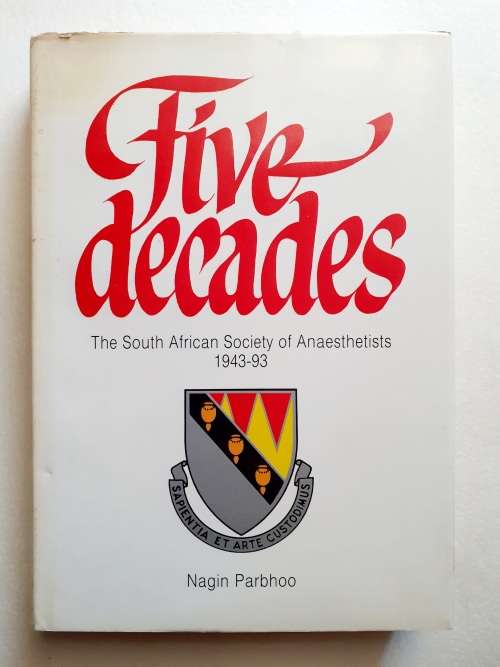 Five
decades
The South African Society of Anaesthetists
1943-93
SAPIENTIA ET ARTE CUSTODIMUS
Nagin Parbhoo